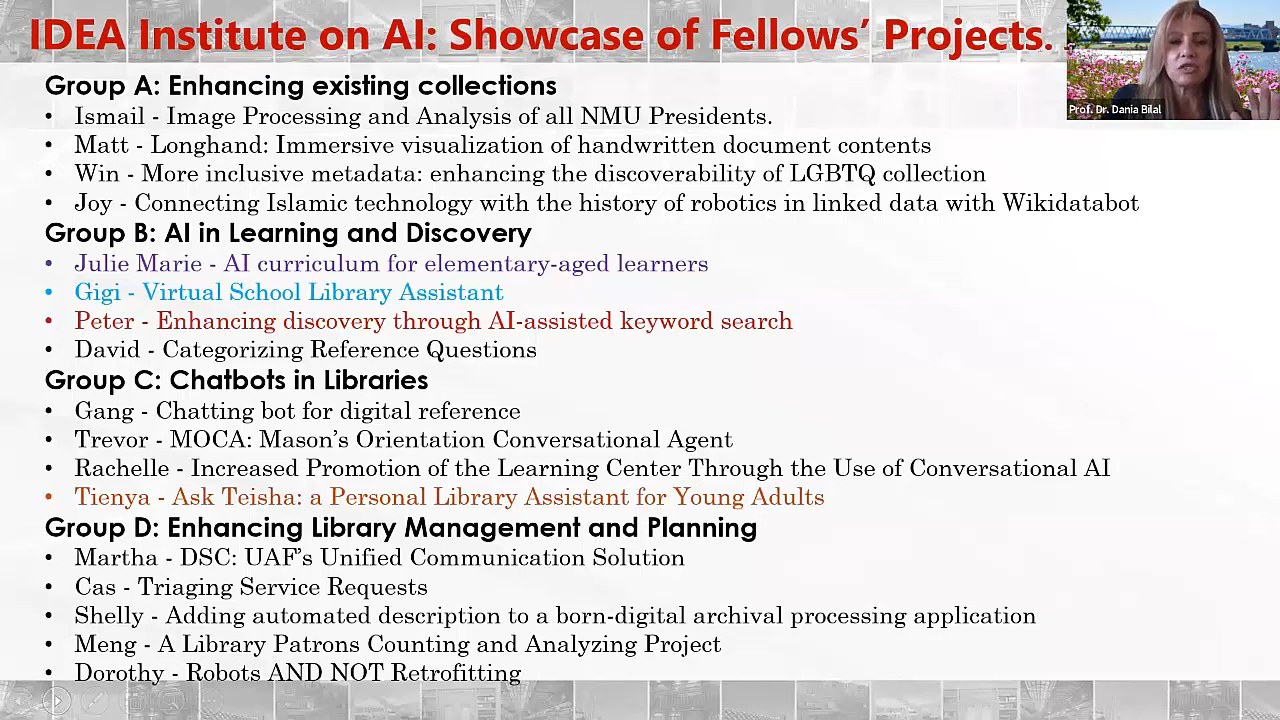 IDEA Institute on AI: Showcase of Fellows' Projects.
Prof. Dr. Dania Bilal
Group A: Enhancing existing collections
• Ismail - Image Processing and Analysis of all NMU Presidents.
• Matt - Longhand: Immersive visualization of handwritten document contents
• Win - More inclusive metadata: enhancing the discoverability of LGBTQ collection
• Joy - Connecting Islamic technology with the history of robotics in linked data with Wikidatabot
Group B: AI in Learning and Discovery
• Julie Marie - AI curriculum for elementary-aged learners
• Gigi - Virtual School Library Assistant
• Peter - Enhancing discovery through AI-assisted keyword search
• David - Categorizing Reference Questions
Group C: Chatbots in Libraries
• Gang - Chatting bot for digital reference
• Trevor - MOCA: Mason's Orientation Conversational Agent
• Rachelle - Increased Promotion of the Learning Center Through the Use of Conversational AI
• Tienya - Ask Teisha: a Personal Library Assistant for Young Adults
Group D: Enhancing Library Management and Planning
• Martha - DSC: UAF's Unified Communication Solution
• Cas - Triaging Service Requests
• Shelly - Adding automated description to a born-digital archival processing application
• Meng - A Library Patrons Counting and Analyzing Project
• Dorothy - Robots AND NOT Retrofitting